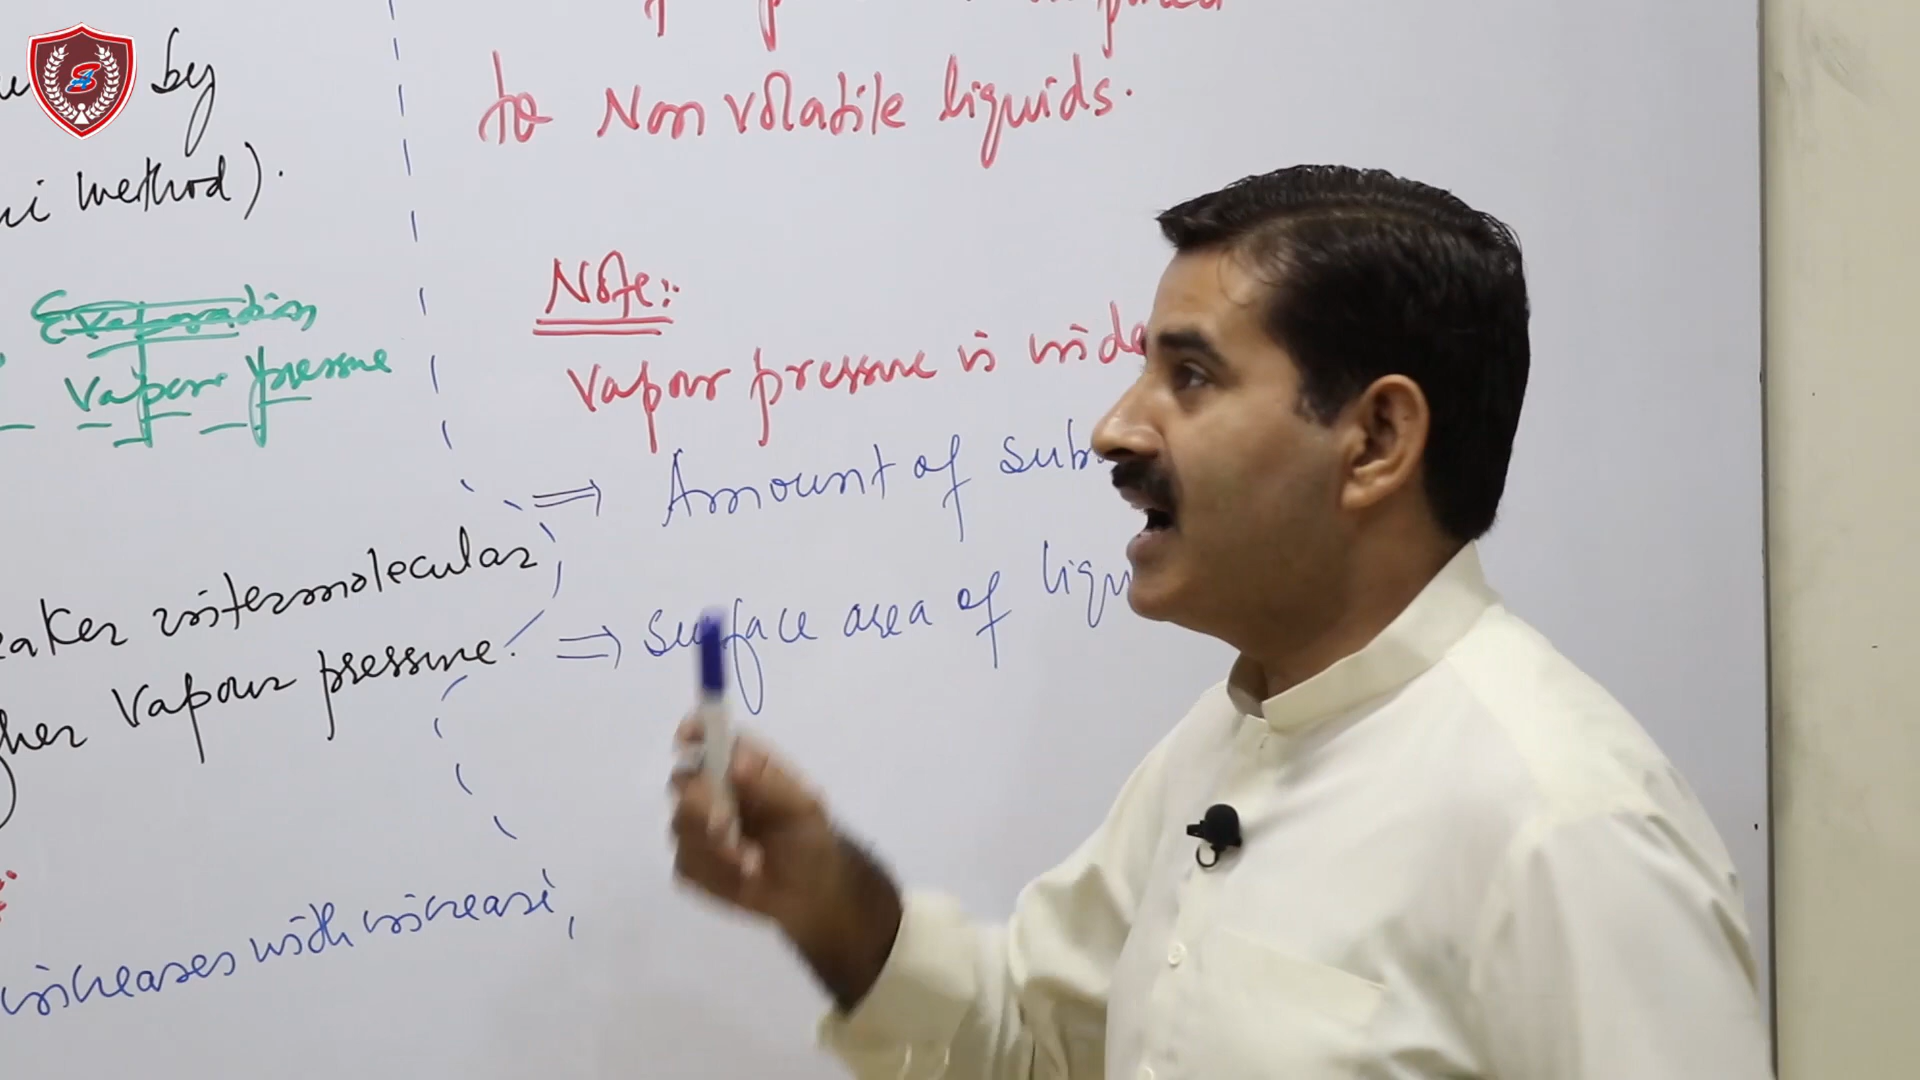 by
method).
Evaporation
Vapour pressure
intermolecular
Vapour pressure.
increases with increase
to Non volatile liquids.
Note:-
Vapour pressure is inde
Amount of sub
⇒ Surface area of liqu